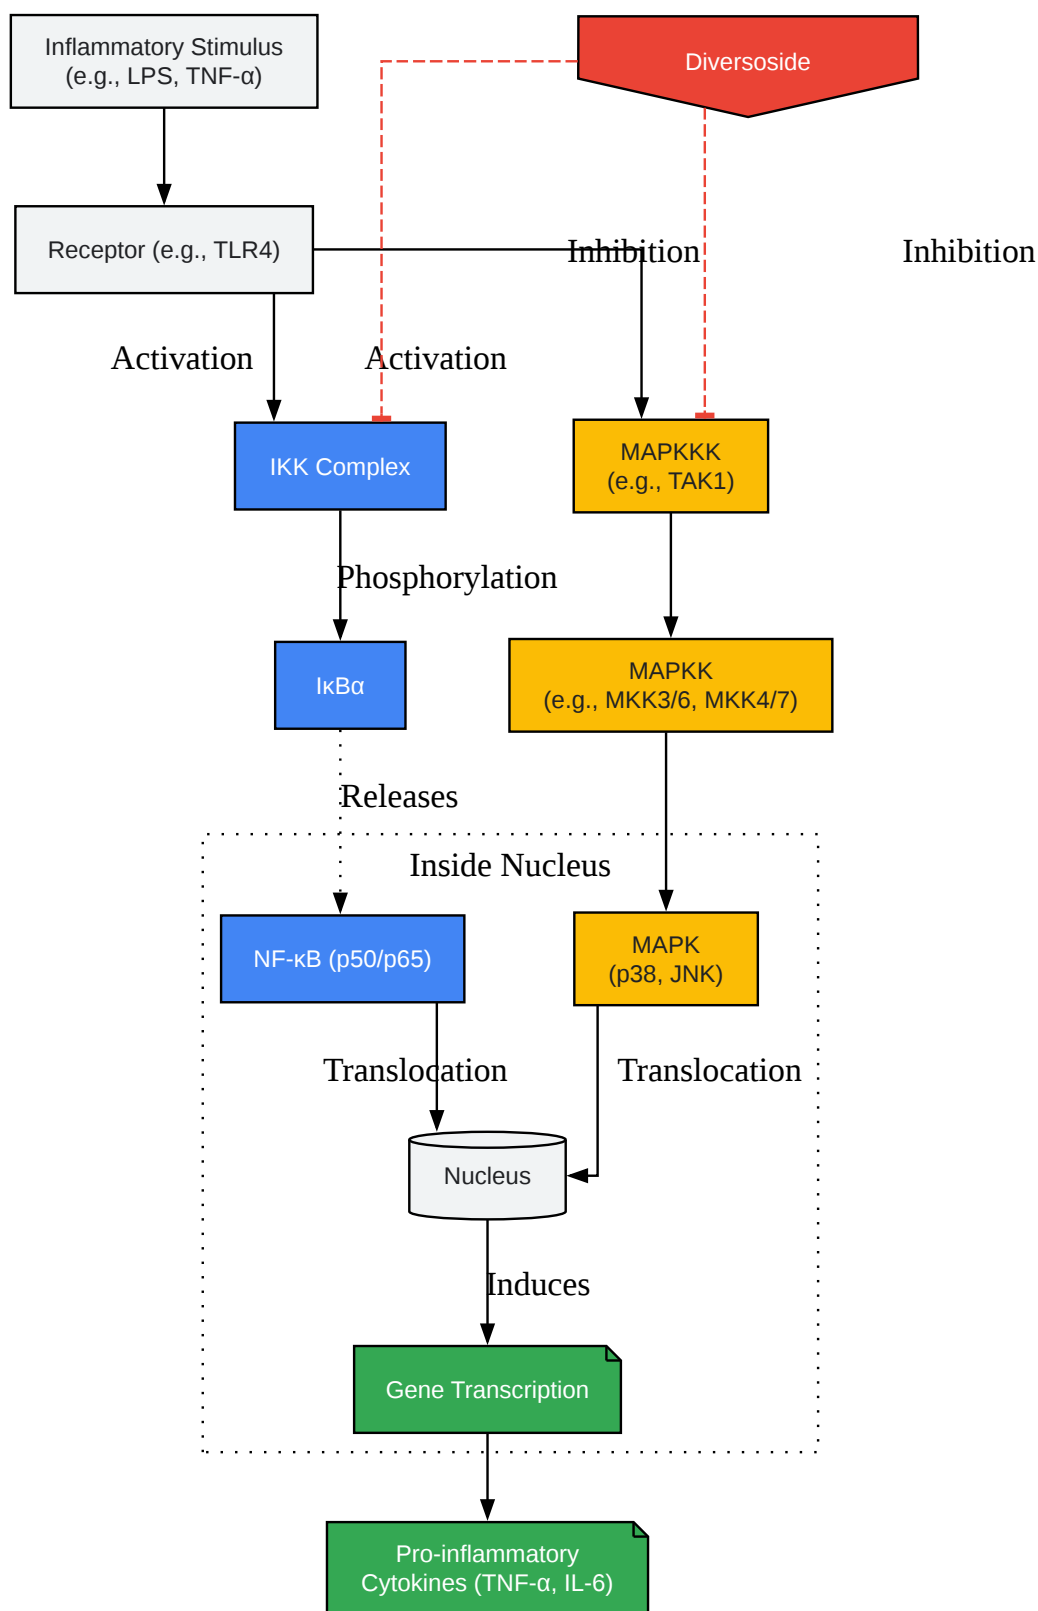 Inflammatory Stimulus
(e.g., LPS, TNF-α)
Diversoside
Receptor (e.g., TLR4)
Inhibition
Inhibition
Activation
Activation
IKK Complex
MAPKKK
(e.g., TAK1)
Phosphorylation
IκBα
MAPKK
(e.g., MKK3/6, MKK4/7)
Releases
Inside Nucleus
NF-κB (p50/p65)
MAPK
(p38, JNK)
Translocation
Translocation
Nucleus
Induces
Gene Transcription
Pro-inflammatory
Cytokines (TNF-α, IL-6)